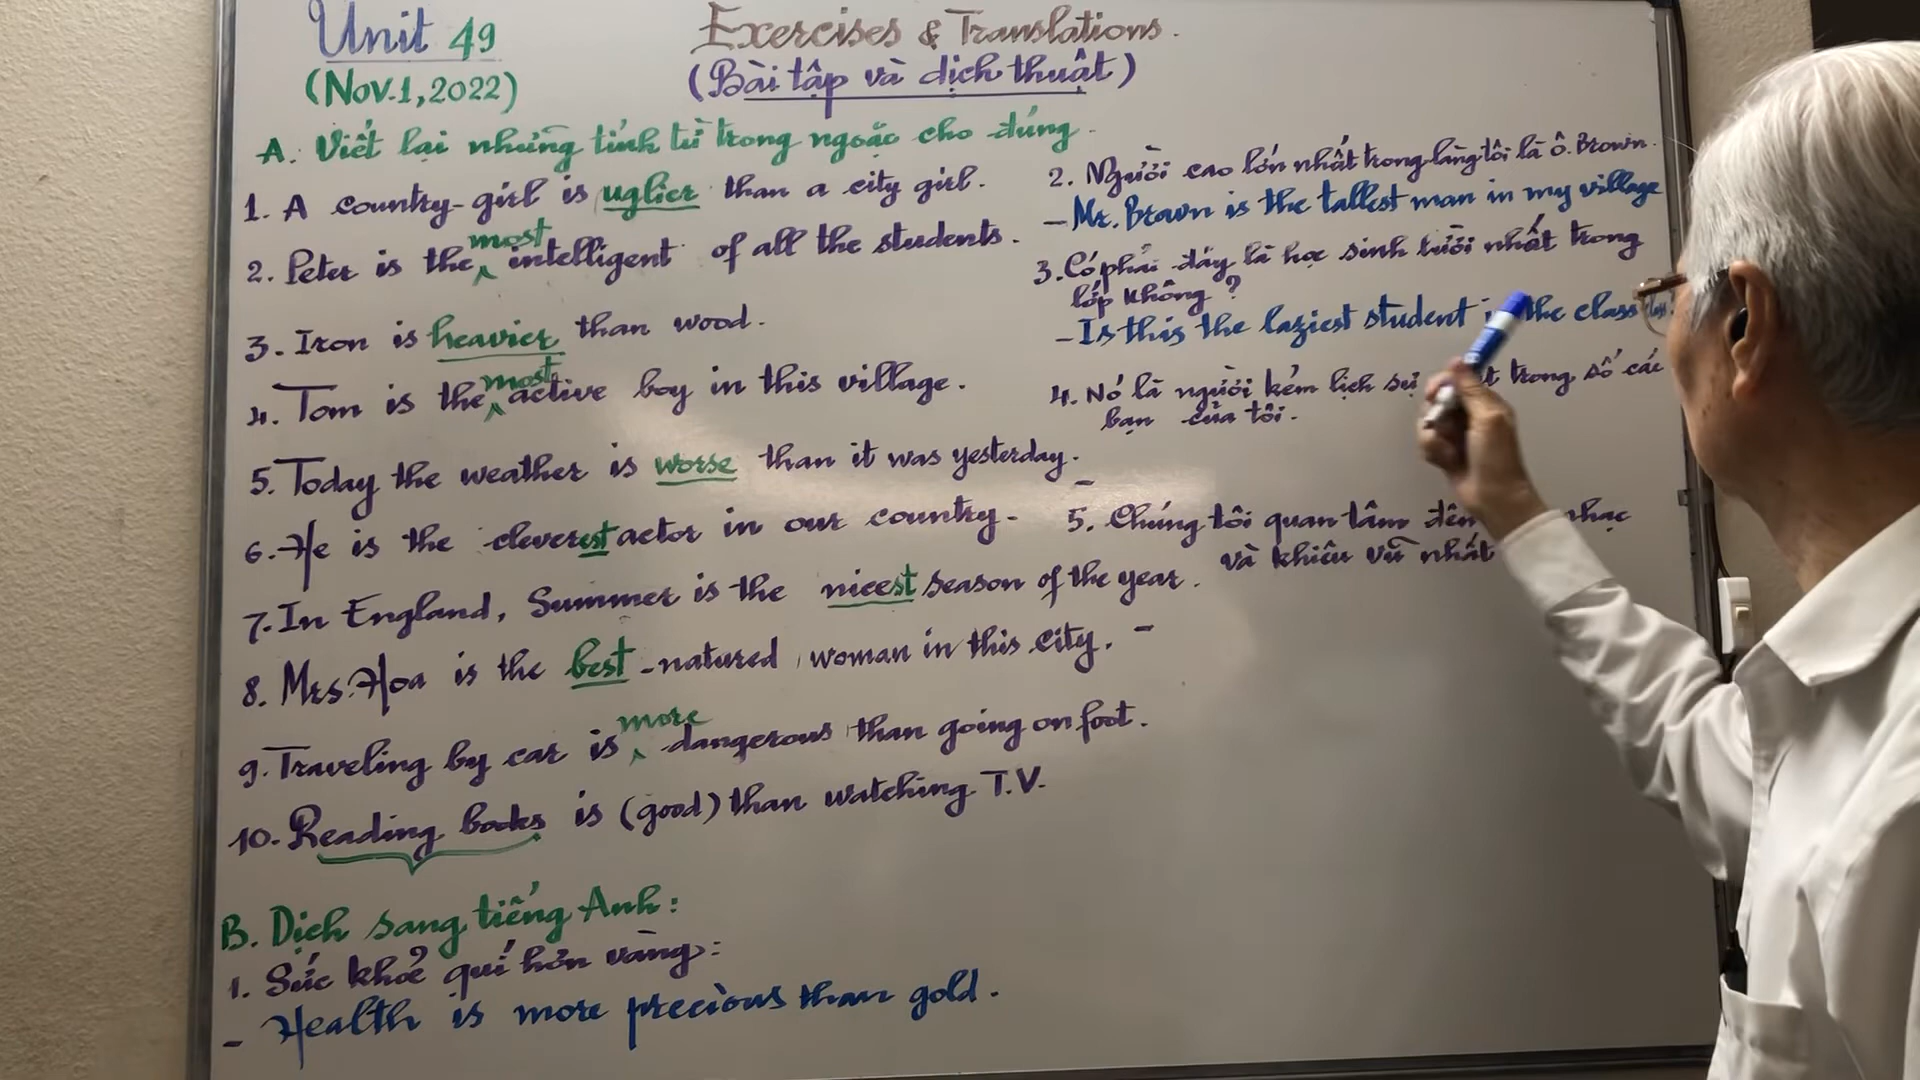 Unit 49
(Nov.1,2022)
Exercises & Translations.
(Bài tập và dịch thuật)
A. Viết lại những tính từ trong ngoặc cho đúng.
1. A country-girl is uglier than a city girl.
most
2. Peter is the intelligent of all the students.
3. Iron is heavier than wood.
most
4. Tom is the active boy in this village.
5. Today the weather is worse than it was yesterday.
6. He is the cleverest actor in our country.
7. In England, Summer is the nicest season of the year.
8. Mrs. Hoa is the best-natured woman in this city.
more
9. Traveling by car is dangerous than going on foot.
10. Reading books is (good) than watching T.V.
B. Dịch sang tiếng Anh:
1. Sức khoẻ quí hơn vàng:
- Health is more precious than gold.
2. Người cao lớn nhất trong làng tôi là ô. Brown.
- Mr. Brown is the tallest man in my village
3. Có phải đây là học sinh lười nhất trong
lớp không?
- Is this the laziest student the class
4. Nó là người kém lịch sự trong số các
bạn của tôi.
-
5. Chúng tôi quan tâm đến nhạc
và khiêu vũ nhất
-